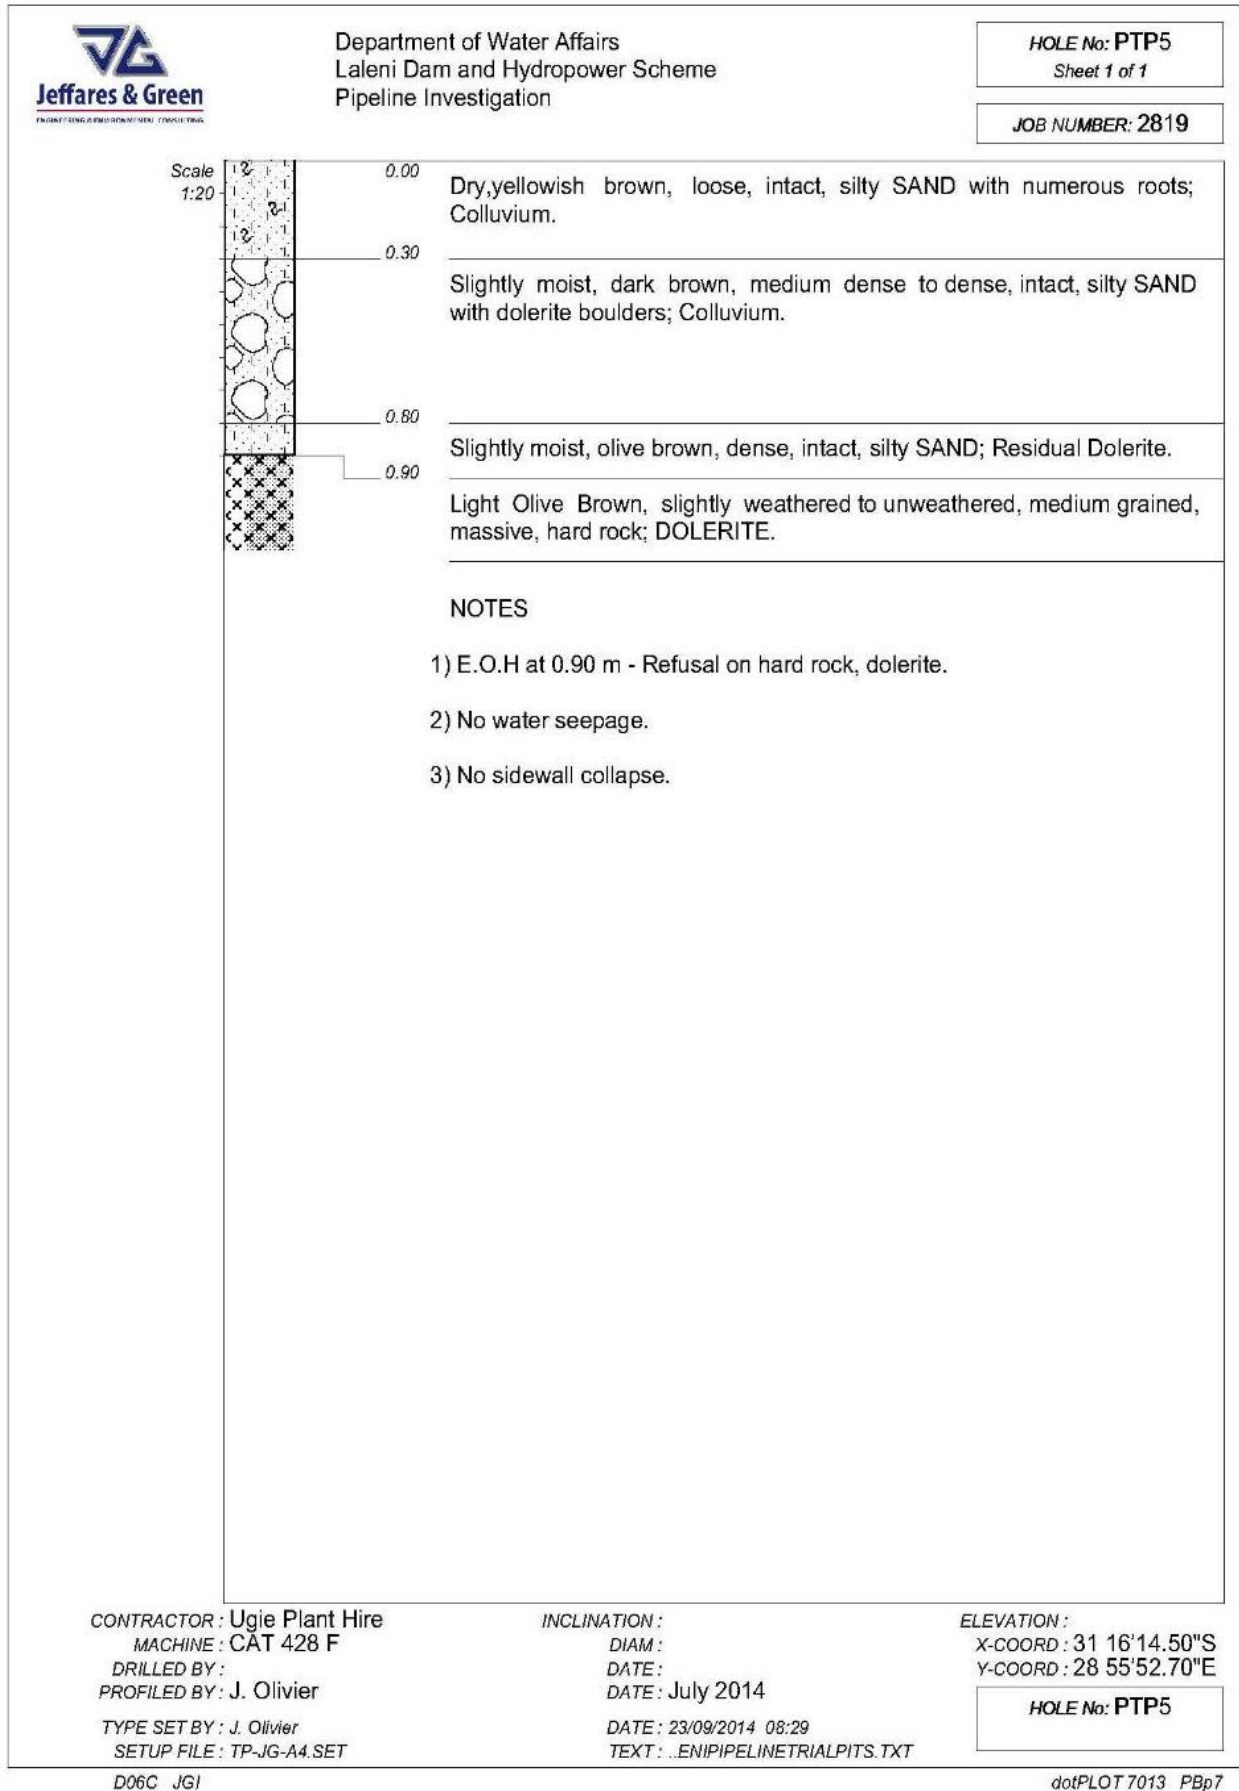 Jeffares & Green
ENGINEERING & ENVIRONMENTAL CONSULTING
Department of Water Affairs
Laleni Dam and Hydropower Scheme
Pipeline Investigation
HOLE No: PTP5
Sheet 1 of 1
JOB NUMBER: 2819
Scale
1:20
0.00
Dry,yellowish brown, loose, intact, silty SAND with numerous roots;
Colluvium.
0.30
Slightly moist, dark brown, medium dense to dense, intact, silty SAND
with dolerite boulders; Colluvium.
0.80
Slightly moist, olive brown, dense, intact, silty SAND; Residual Dolerite.
0.90
Light Olive Brown, slightly weathered to unweathered, medium grained,
massive, hard rock; DOLERITE.
NOTES
1) E.O.H at 0.90 m - Refusal on hard rock, dolerite.
2) No water seepage.
3) No sidewall collapse.
CONTRACTOR : Ugie Plant Hire
MACHINE : CAT 428 F
DRILLED BY :
PROFILED BY : J. Olivier
TYPE SET BY : J. Olivier
SETUP FILE : TP-JG-A4.SET
INCLINATION :
DIAM :
DATE :
DATE : July 2014
DATE : 23/09/2014 08:29
TEXT : ..ENIPIPELINETRIALPITS.TXT
ELEVATION :
X-COORD : 31 16'14.50"S
Y-COORD : 28 55'52.70"E
HOLE No: PTP5
D06C JGI
dotPLOT 7013 PBp7